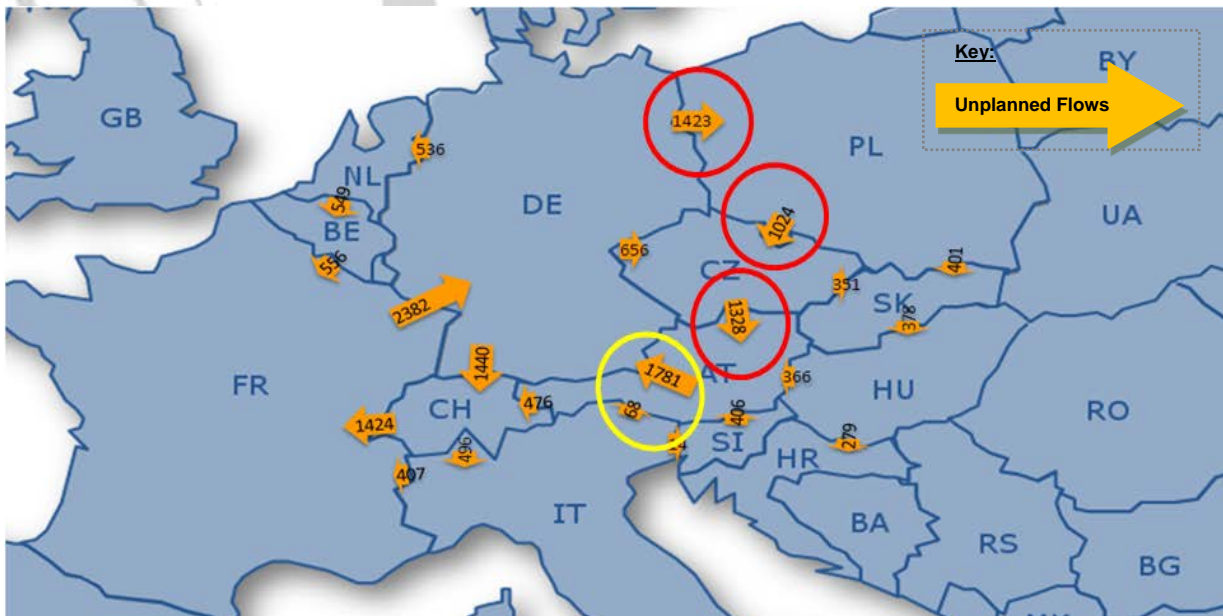 Key:
BY
Unplanned Flows
GB
1423
PL
536
NL
DE
549
1024
UA
BE
656
CZ
401
556
351
SK
2382
1328
378
1440
1781
AT
366
HU
FR
476
CH
68
406
RO
1424
SI
279
496
HR
407
IT
BA
RS
BG